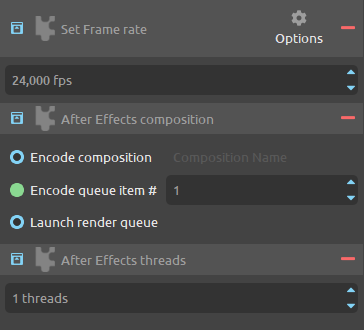 Set Frame rate
Options
24,000 fps
After Effects composition
Encode composition Composition Name
Encode queue item # 1
Launch render queue
After Effects threads
1 threads